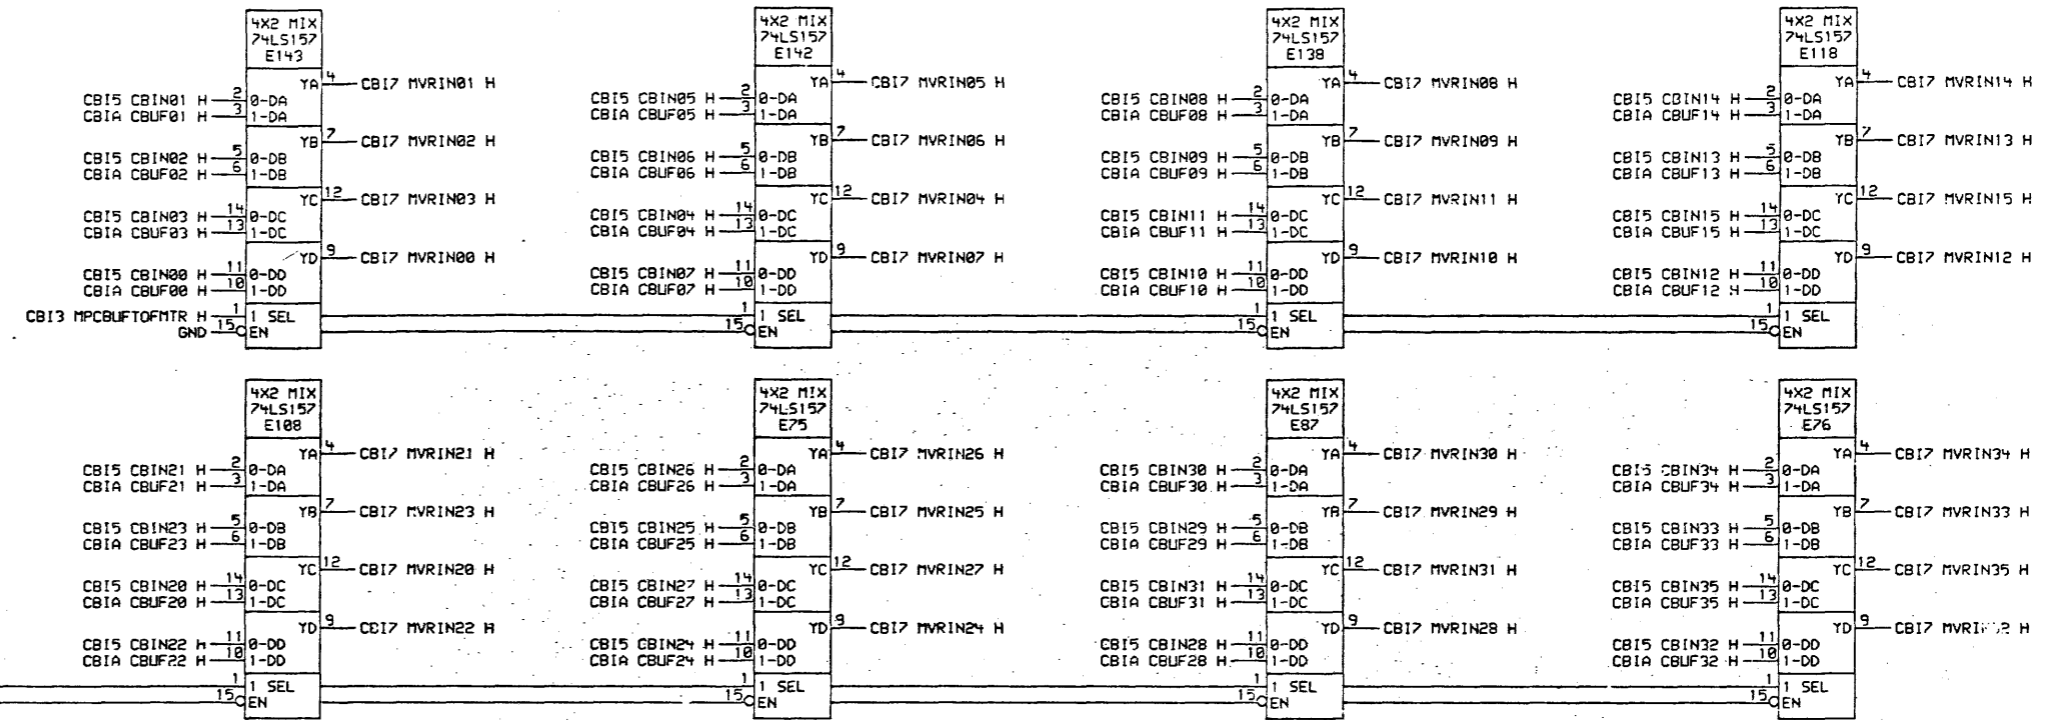 4X2 MIX
74LS157
E143
YA 4 CBI7 MVRIN01 H
CBI5 CBIN01 H 2 0-DA
CBIA CBUF01 H 3 1-DA
YB 7 CBI7 MVRIN02 H
CBI5 CBIN02 H 5 0-DB
CBIA CBUF02 H 6 1-DB
YC 12 CBI7 MVRIN03 H
CBI5 CBIN03 H 14 0-DC
CBIA CBUF03 H 13 1-DC
YD 9 CBI7 MVRIN00 H
CBI5 CBIN00 H 11 0-DD
CBIA CBUF00 H 10 1-DD
CBI3 MPCBUFTOFMTR H 1 1 SEL
GND 15 EN
4X2 MIX
74LS157
E142
YA 4 CBI7 MVRIN05 H
CBI5 CBIN05 H 2 0-DA
CBIA CBUF05 H 3 1-DA
YB 7 CBI7 MVRIN06 H
CBI5 CBIN06 H 5 0-DB
CBIA CBUF06 H 6 1-DB
YC 12 CBI7 MVRIN04 H
CBI5 CBIN04 H 14 0-DC
CBIA CBUF04 H 13 1-DC
YD 9 CBI7 MVRIN07 H
CBI5 CBIN07 H 11 0-DD
CBIA CBUF07 H 10 1-DD
1 1 SEL
15 EN
4X2 MIX
74LS157
E138
YA 4 CBI7 MVRIN08 H
CBI5 CBIN08 H 2 0-DA
CBIA CBUF08 H 3 1-DA
YB 7 CBI7 MVRIN09 H
CBI5 CBIN09 H 5 0-DB
CBIA CBUF09 H 6 1-DB
YC 12 CBI7 MVRIN11 H
CBI5 CBIN11 H 14 0-DC
CBIA CBUF11 H 13 1-DC
YD 9 CBI7 MVRIN10 H
CBI5 CBIN10 H 11 0-DD
CBIA CBUF10 H 10 1-DD
1 1 SEL
15 EN
4X2 MIX
74LS157
E118
YA 4 CBI7 MVRIN14 H
CBI5 CBIN14 H 2 0-DA
CBIA CBUF14 H 3 1-DA
YB 7 CBI7 MVRIN13 H
CBI5 CBIN13 H 5 0-DB
CBIA CBUF13 H 6 1-DB
YC 12 CBI7 MVRIN15 H
CBI5 CBIN15 H 14 0-DC
CBIA CBUF15 H 13 1-DC
YD 9 CBI7 MVRIN12 H
CBI5 CBIN12 H 11 0-DD
CBIA CBUF12 H 10 1-DD
1 1 SEL
15 EN
4X2 MIX
74LS157
E108
YA 4 CBI7 MVRIN21 H
CBI5 CBIN21 H 2 0-DA
CBIA CBUF21 H 3 1-DA
YB 7 CBI7 MVRIN23 H
CBI5 CBIN23 H 5 0-DB
CBIA CBUF23 H 6 1-DB
YC 12 CBI7 MVRIN20 H
CBI5 CBIN20 H 14 0-DC
CBIA CBUF20 H 13 1-DC
YD 9 CBI7 MVRIN22 H
CBI5 CBIN22 H 11 0-DD
CBIA CBUF22 H 10 1-DD
1 1 SEL
15 EN
4X2 MIX
74LS157
E75
YA 4 CBI7 MVRIN26 H
CBI5 CBIN26 H 2 0-DA
CBIA CBUF26 H 3 1-DA
YB 7 CBI7 MVRIN25 H
CBI5 CBIN25 H 5 0-DB
CBIA CBUF25 H 6 1-DB
YC 12 CBI7 MVRIN27 H
CBI5 CBIN27 H 14 0-DC
CBIA CBUF27 H 13 1-DC
YD 9 CBI7 MVRIN24 H
CBI5 CBIN24 H 11 0-DD
CBIA CBUF24 H 10 1-DD
1 1 SEL
15 EN
4X2 MIX
74LS157
E87
YA 4 CBI7 MVRIN30 H
CBI5 CBIN30 H 2 0-DA
CBIA CBUF30 H 3 1-DA
YB 7 CBI7 MVRIN29 H
CBI5 CBIN29 H 5 0-DB
CBIA CBUF29 H 6 1-DB
YC 12 CBI7 MVRIN31 H
CBI5 CBIN31 H 14 0-DC
CBIA CBUF31 H 13 1-DC
YD 9 CBI7 MVRIN28 H
CBI5 CBIN28 H 11 0-DD
CBIA CBUF28 H 10 1-DD
1 1 SEL
15 EN
4X2 MIX
74LS157
E76
YA 4 CBI7 MVRIN34 H
CBI5 CBIN34 H 2 0-DA
CBIA CBUF34 H 3 1-DA
YB 7 CBI7 MVRIN33 H
CBI5 CBIN33 H 5 0-DB
CBIA CBUF33 H 6 1-DB
YC 12 CBI7 MVRIN35 H
CBI5 CBIN35 H 14 0-DC
CBIA CBUF35 H 13 1-DC
YD 9 CBI7 H
CBI5 CBIN32 H 11 0-DD
CBIA CBUF32 H 10 1-DD
1 1 SEL
15 EN